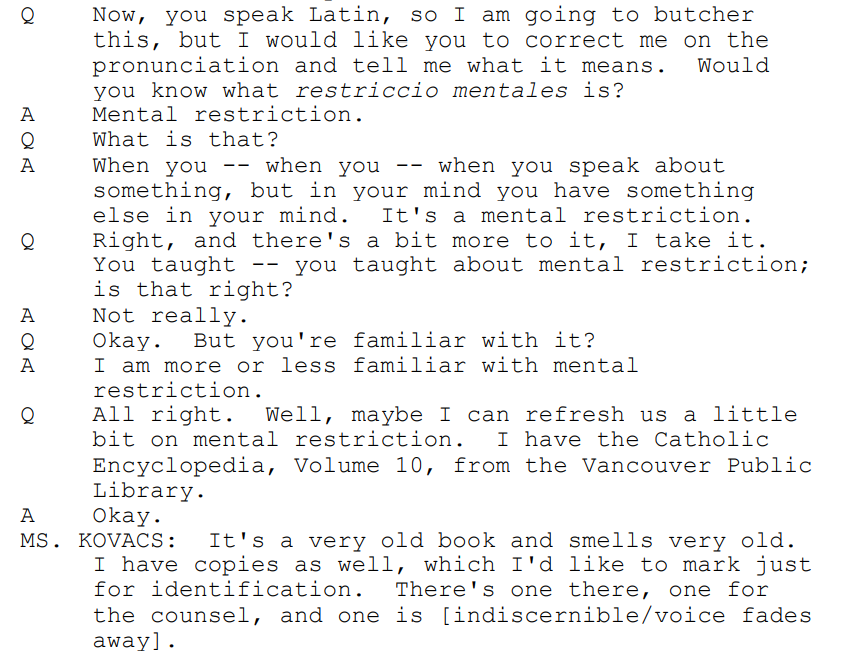 Q Now, you speak Latin, so I am going to butcher
this, but I would like you to correct me on the
pronunciation and tell me what it means.  Would
you know what restriccio mentales is?
A Mental restriction.
Q What is that?
A When you -- when you -- when you speak about
something, but in your mind you have something
else in your mind.  It's a mental restriction.
Q Right, and there's a bit more to it, I take it.
You taught -- you taught about mental restriction;
is that right?
A Not really.
Q Okay.  But you're familiar with it?
A I am more or less familiar with mental
restriction.
Q All right.  Well, maybe I can refresh us a little
bit on mental restriction.  I have the Catholic
Encyclopedia, Volume 10, from the Vancouver Public
Library.
A Okay.
MS. KOVACS:  It's a very old book and smells very old.
I have copies as well, which I'd like to mark just
for identification.  There's one there, one for
the counsel, and one is [indiscernible/voice fades
away].